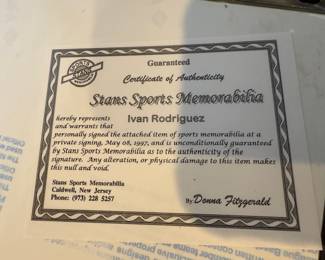 Guaranteed
Certificate of Authenticity
SPORTS
STANS
Stans Sports Memorabilia
Ivan Rodriguez
hereby represents
and warrants that
personally signed the attached item of sports memorabilia at a
private signing, May 08, 1997, and is unconditionally guaranteed
by Stans Sports Memorabilia as to the authenticity of the
signature. Any alteration, or physical damage to this item makes
this null and void.
Stans Sports Memorabilia
Caldwell, New Jersey
Phone: (973) 228 5257
By Donna Fitzgerald